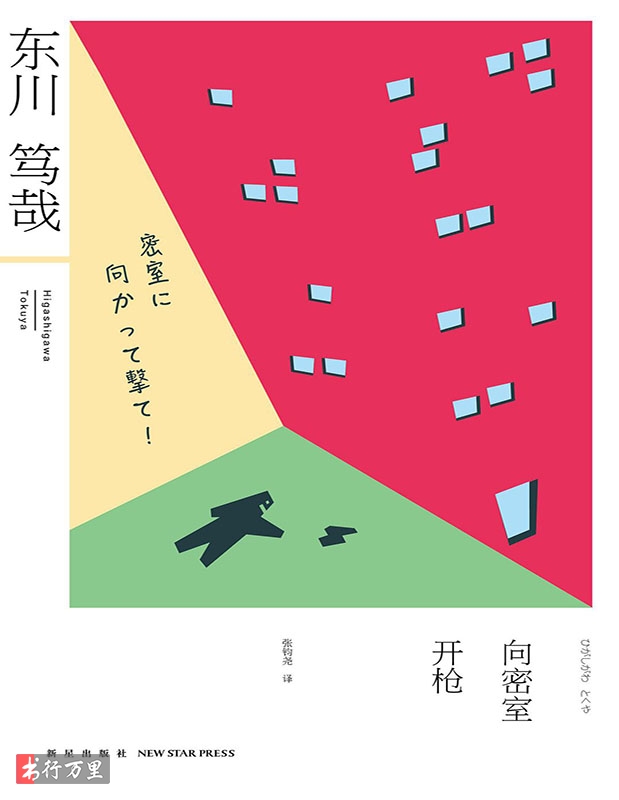 东川 笃哉
Higashigawa
Tokuya
密室に
向かって撃て!
ひがしがわ とくや
向密室
开枪
张钧尧 译
新星出版社 NEW STAR PRESS
书行万里